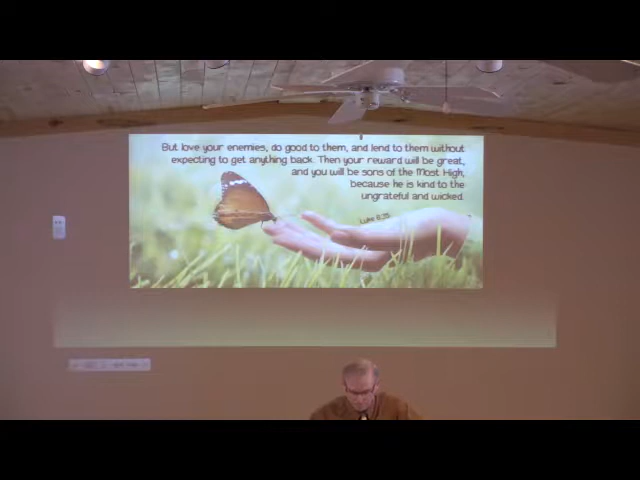 But love your enemies, do good to them, and lend to them without
expecting to get anything back. Then your reward will be great,
and you will be sons of the Most High,
because he is kind to the
ungrateful and wicked.
Luke 6:35